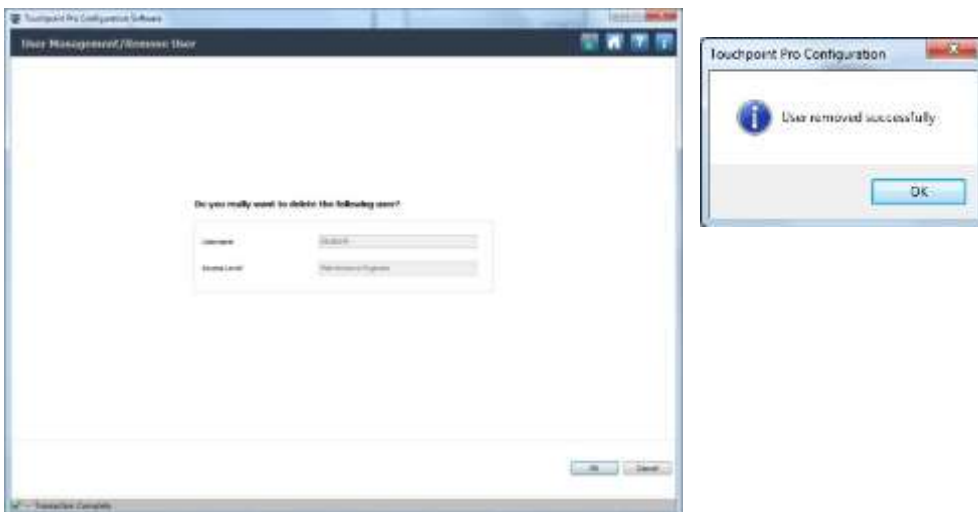 Touchpoint Pro Configuration Software
User Management/Remove User
Do you really want to delete the following user?
Username
Access Level
Maintenance Engineer
OK
Cancel
Transaction Complete
Touchpoint Pro Configuration
User removed successfully
OK